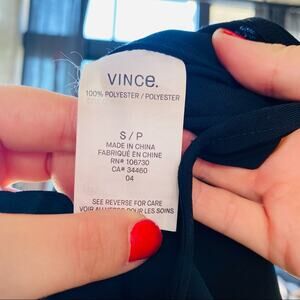 VINCE.
100% POLYESTER / POLYESTER
S / P
MADE IN CHINA
FABRIQUÉ EN CHINE
RN# 106730
CA# 34460
04
SEE REVERSE FOR CARE
VOIR AU VERSO POUR LES SOINS